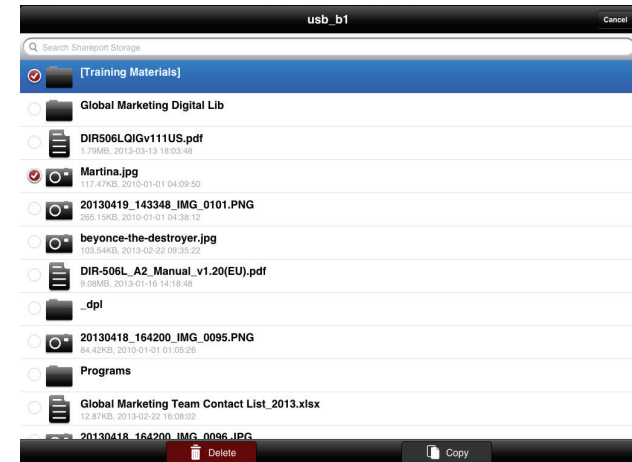 usb_b1
Cancel
Search Shareport Storage
[Training Materials]
Global Marketing Digital Lib
DIR506LQIGv111US.pdf
1.79MB, 2013-03-13 18:03:48
Martina.jpg
117.47KB, 2010-01-01 04:09:50
20130419_143348_IMG_0101.PNG
265.15KB, 2010-01-01 04:38:12
beyonce-the-destroyer.jpg
103.54KB, 2013-02-22 09:35:22
DIR-506L_A2_Manual_v1.20(EU).pdf
9.08MB, 2013-01-16 14:18:48
_dpl
20130418_164200_IMG_0095.PNG
84.42KB, 2010-01-01 01:05:26
Programs
Global Marketing Team Contact List_2013.xlsx
12.87KB, 2013-02-22 16:08:02
20130418_164200_IMG_0096.JPG
Delete
Copy